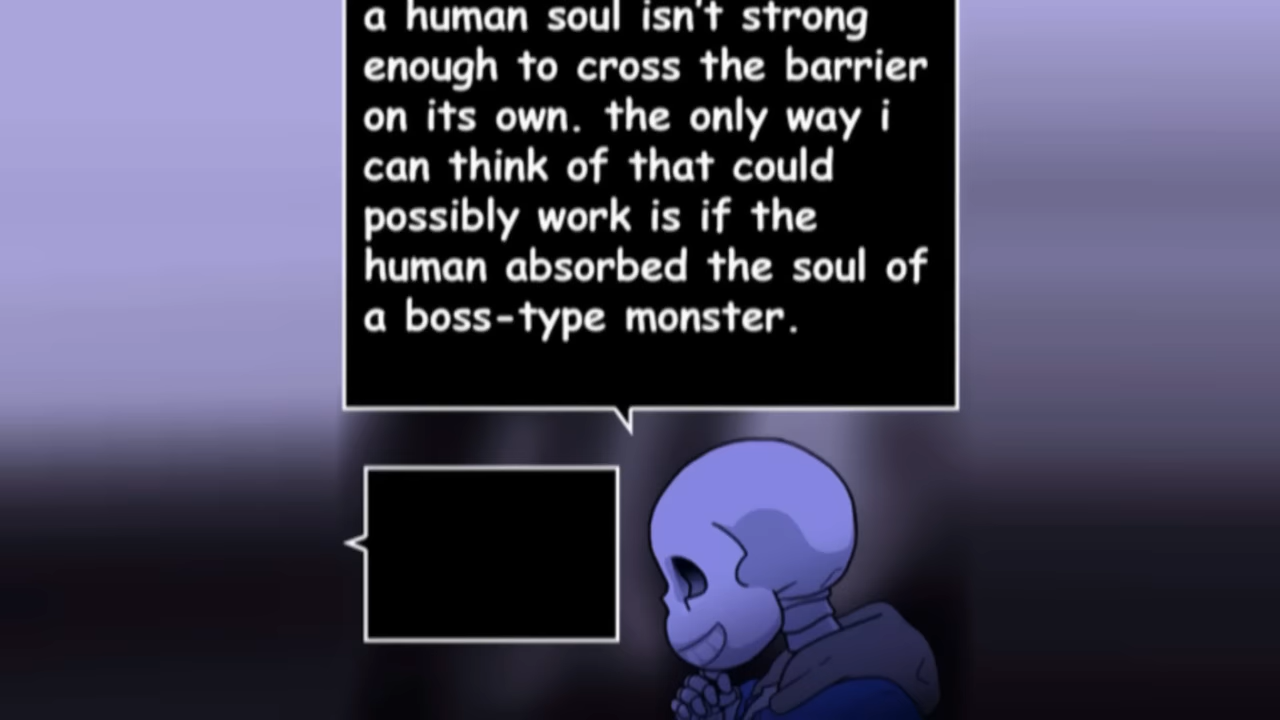 a human soul isn't strong
enough to cross the barrier
on its own. the only way i
can think of that could
possibly work is if the
human absorbed the soul of
a boss-type monster.